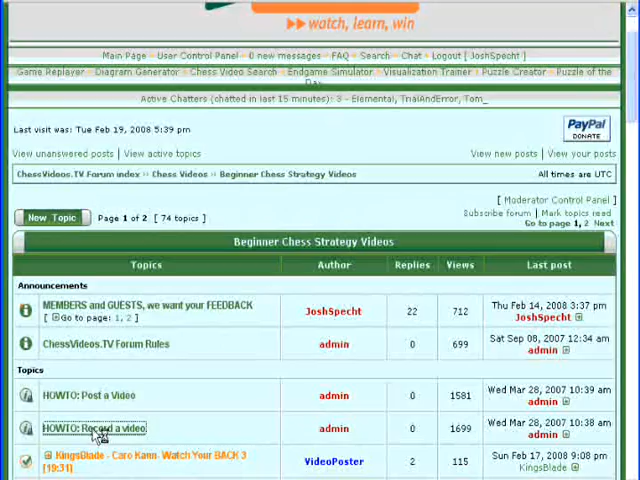 ▸▸ watch, learn, win
Main Page · User Control Panel · 0 new messages · FAQ · Search · Chat · Logout [ JoshSpecht ]
Game Replayer · Diagram Generator · Chess Video Search · Endgame Simulator · Visualization Trainer · Puzzle Creator · Puzzle of the
Day
Active Chatters (chatted in last 15 minutes): 3 - Elemental, TrialAndError, Tom_
Last visit was: Tue Feb 19, 2008 5:39 pm
PayPal
DONATE
View unanswered posts | View active topics
View new posts | View your posts
ChessVideos.TV Forum index :: Chess Videos :: Beginner Chess Strategy Videos
All times are UTC
[ Moderator Control Panel ]
Subscribe forum | Mark topics read
New Topic
Page 1 of 2 [ 74 topics ]
Go to page 1, 2 Next
Beginner Chess Strategy Videos
Topics Author Replies Views Last post
Announcements
MEMBERS and GUESTS, we want your FEEDBACK
[ Go to page: 1, 2 ]
JoshSpecht 22 712
Thu Feb 14, 2008 3:37 pm
JoshSpecht
ChessVideos.TV Forum Rules
admin 0 699
Sat Sep 08, 2007 12:34 am
admin
Topics
HOWTO: Post a Video
admin 0 1581
Wed Mar 28, 2007 10:39 am
admin
HOWTO: Record a video
admin 0 1699
Wed Mar 28, 2007 10:38 am
admin
KingsBlade - Caro Kann- Watch Your BACK 3
[19:31]
VideoPoster 2 115
Sun Feb 17, 2008 9:08 pm
KingsBlade